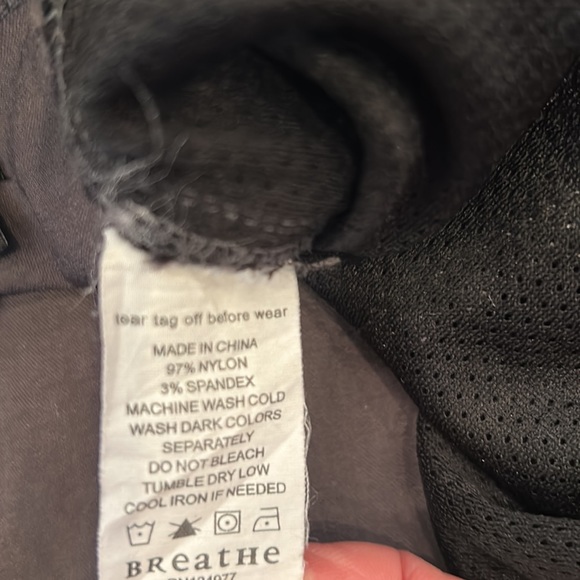 tear tag off before wear
MADE IN CHINA
97% NYLON
3% SPANDEX
MACHINE WASH COLD
WASH DARK COLORS
SEPARATELY
DO NOT BLEACH
TUMBLE DRY LOW
COOL IRON IF NEEDED
BReatHe